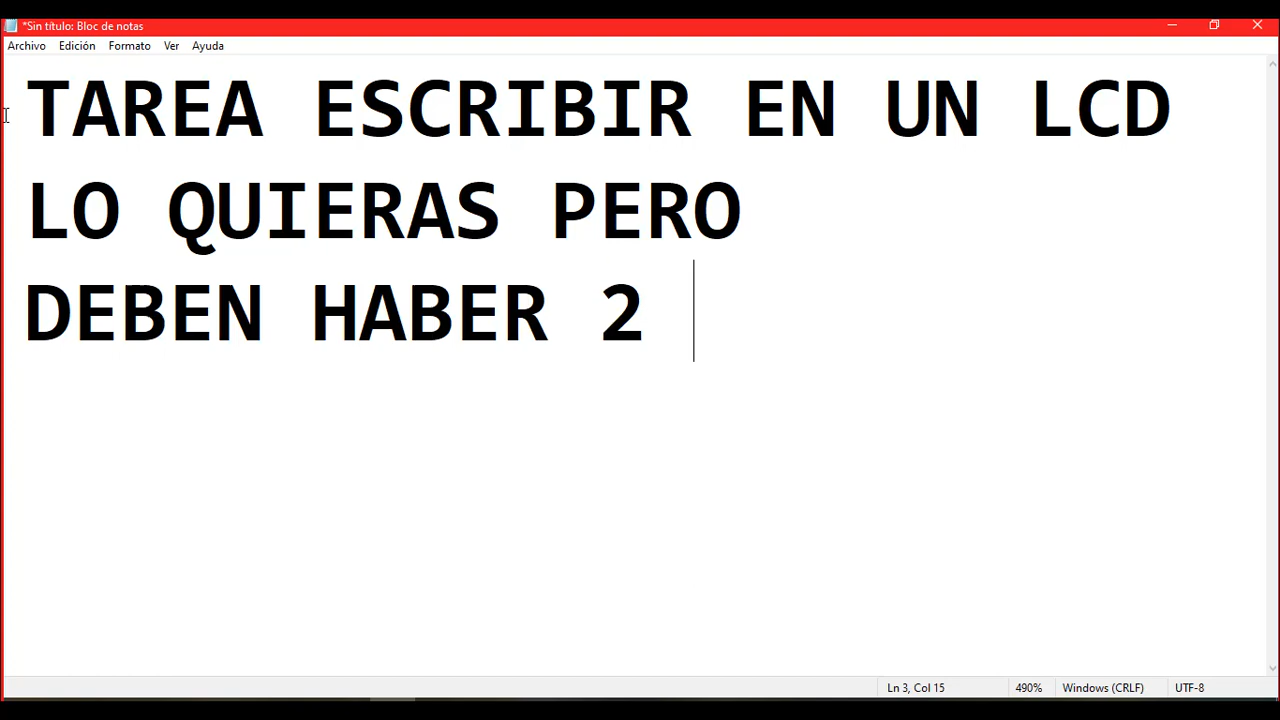 *Sin título: Bloc de notas
Archivo Edición Formato Ver Ayuda
TAREA ESCRIBIR EN UN LCD
LO QUIERAS PERO
DEBEN HABER 2
Ln 3, Col 15 490% Windows (CRLF) UTF-8